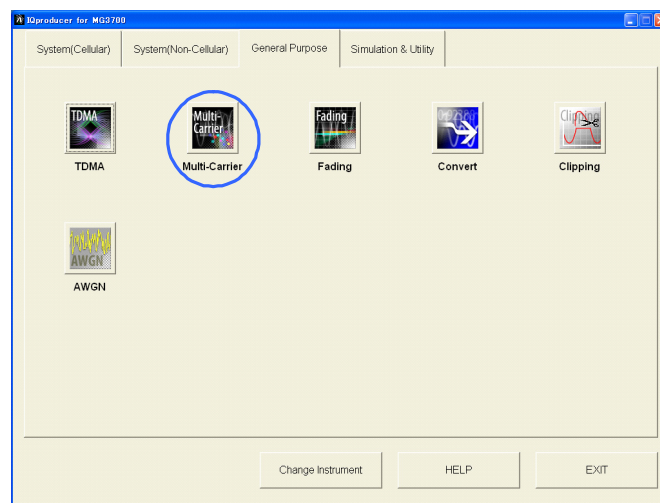 IQproducer for MG3700
System(Cellular) System(Non-Cellular) General Purpose Simulation & Utility
TDMA Multi-Carrier Fading Convert Clipping
TDMA Multi-Carrier Fading Convert Clipping
AWGN
AWGN
Change Instrument HELP EXIT